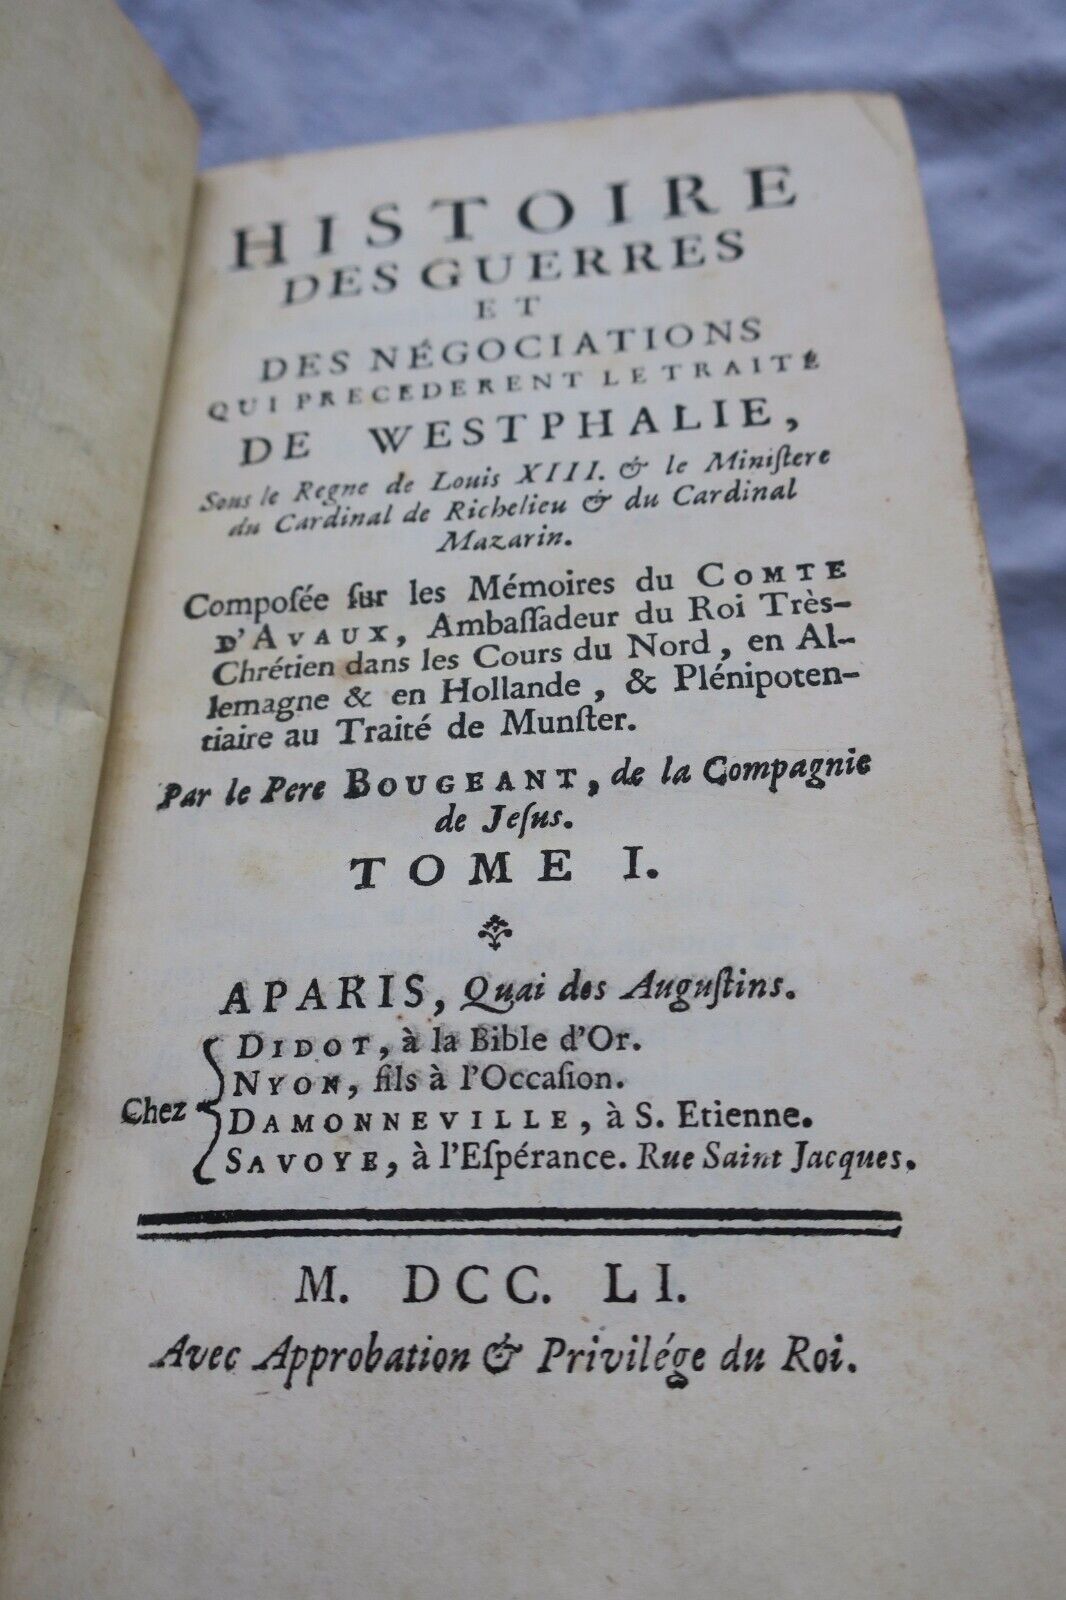 HISTOIRE
DES GUERRES
ET
DES NÉGOCIATIONS
QUI PRECEDERENT LE TRAITÉ
DE WESTPHALIE,
Sous le Regne de Louis XIII. & le Miniſtere
du Cardinal de Richelieu & du Cardinal
Mazarin.
Compoſée ſur les Mémoires du COMTE
D'AVAUX, Ambaſſadeur du Roi Très-
Chrétien dans les Cours du Nord, en Al-
lemagne & en Hollande, & Plénipoten-
tiaire au Traité de Munſter.
Par le Pere BOUGEANT, de la Compagnie
de Jeſus.
TOME I.
A PARIS, Quai des Auguſtins.
Chez
DIDOT, à la Bible d'Or.
NYON, fils à l'Occaſion.
DAMONNEVILLE, à S. Etienne.
SAVOYE, à l'Eſpérance. Rue Saint Jacques.
M. DCC. LI.
Avec Approbation & Privilége du Roi.